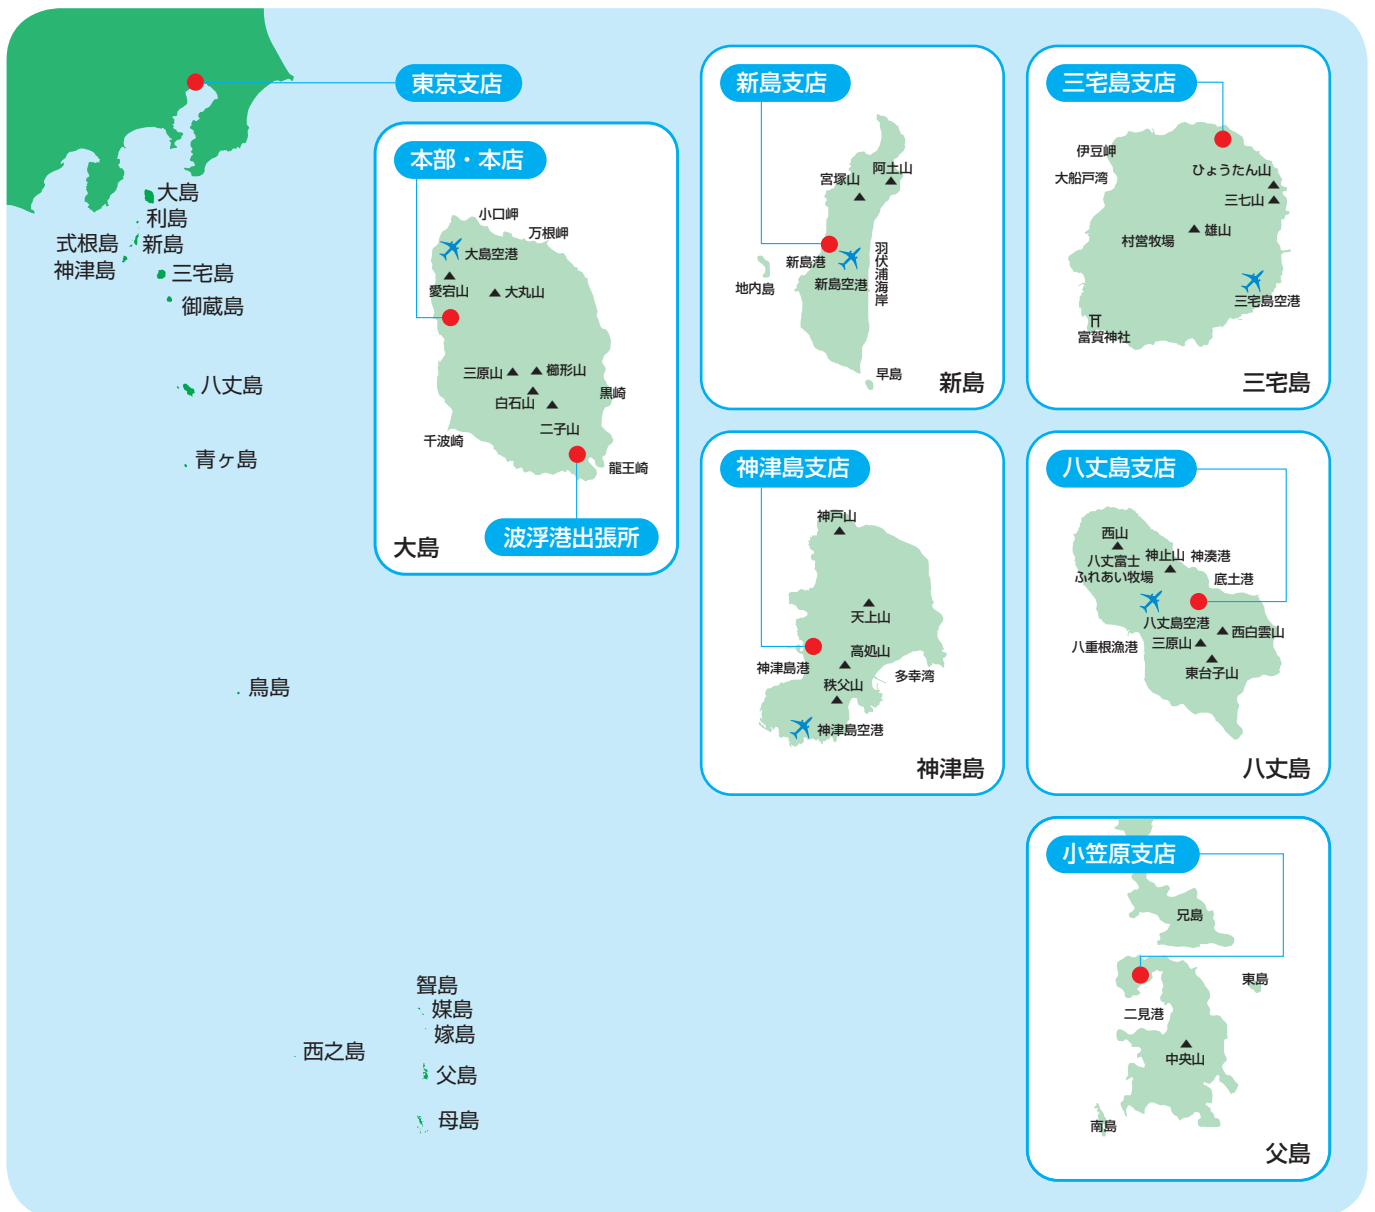 東京支店
大島
利島
新島
式根島
神津島
三宅島
御蔵島
八丈島
青ヶ島
鳥島
聟島
媒島
嫁島
西之島
父島
母島
本部・本店
小口岬
万根岬
大島空港
愛宕山
大丸山
三原山
櫛形山
白石山
黒崎
二子山
千波崎
龍王崎
波浮港出張所
大島
新島支店
阿土山
宮塚山
羽伏浦海岸
新島港
新島空港
地内島
早島
新島
三宅島支店
伊豆岬
大船戸湾
ひょうたん山
三七山
雄山
村営牧場
三宅島空港
富賀神社
三宅島
神津島支店
神戸山
天上山
高処山
神津島港
多幸湾
秩父山
神津島空港
神津島
八丈島支店
西山
八丈富士
ふれあい牧場
神止山
神湊港
底土港
八丈島空港
西白雲山
三原山
八重根漁港
東台子山
八丈島
小笠原支店
兄島
東島
二見港
中央山
南島
父島